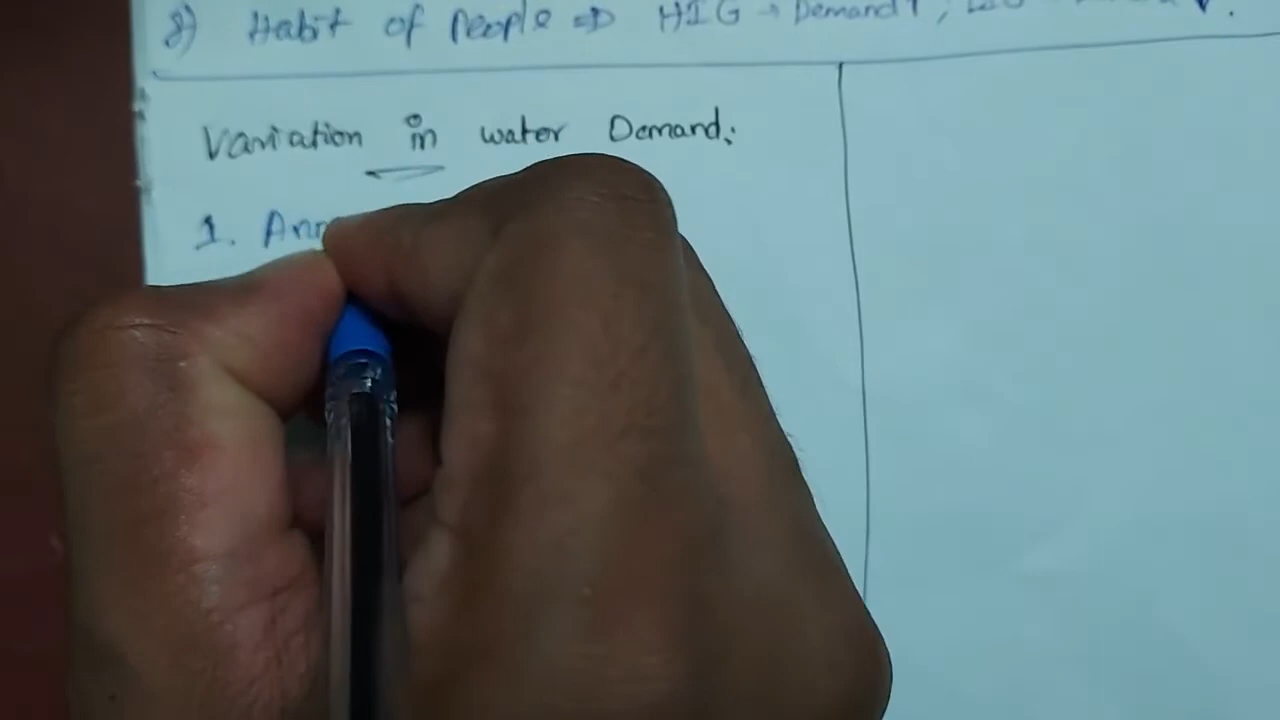 8) Habit of People ⇒ HIG → Demand↑,
Variation in water Demand:
1. Ann